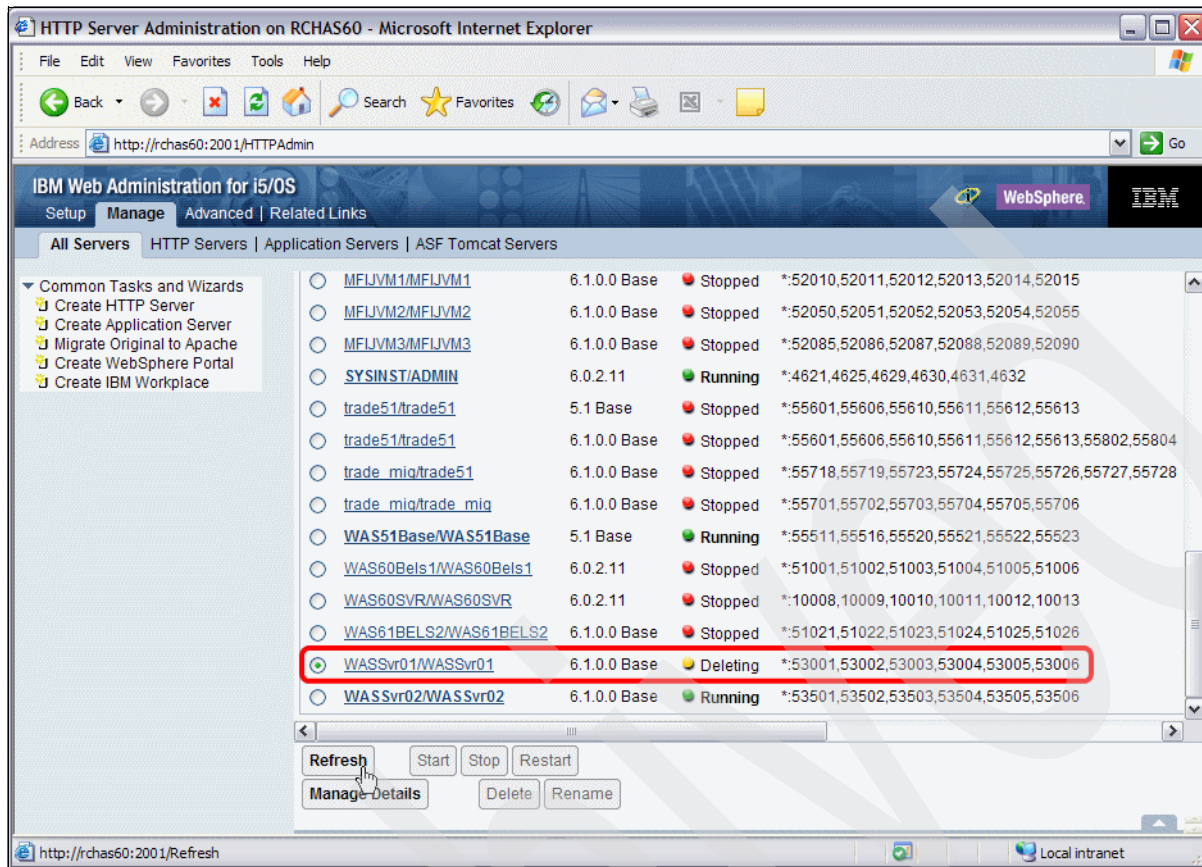 HTTP Server Administration on RCHAS60 - Microsoft Internet Explorer
File Edit View Favorites Tools Help
Back Search Favorites
Address http://rchas60:2001/HTTPAdmin Go
IBM Web Administration for i5/OS
WebSphere. IBM
Setup Manage Advanced | Related Links
All Servers HTTP Servers | Application Servers | ASF Tomcat Servers
Common Tasks and Wizards
Create HTTP Server
Create Application Server
Migrate Original to Apache
Create WebSphere Portal
Create IBM Workplace
MFIJVM1/MFIJVM1 6.1.0.0 Base Stopped *:52010,52011,52012,52013,52014,52015
MFIJVM2/MFIJVM2 6.1.0.0 Base Stopped *:52050,52051,52052,52053,52054,52055
MFIJVM3/MFIJVM3 6.1.0.0 Base Stopped *:52085,52086,52087,52088,52089,52090
SYSINST/ADMIN 6.0.2.11 Running *:4621,4625,4629,4630,4631,4632
trade51/trade51 5.1 Base Stopped *:55601,55606,55610,55611,55612,55613
trade51/trade51 6.1.0.0 Base Stopped *:55601,55606,55610,55611,55612,55613,55802,55804
trade_mig/trade51 6.1.0.0 Base Stopped *:55718,55719,55723,55724,55725,55726,55727,55728
trade_mig/trade_mig 6.1.0.0 Base Stopped *:55701,55702,55703,55704,55705,55706
WAS51Base/WAS51Base 5.1 Base Running *:55511,55516,55520,55521,55522,55523
WAS60Bels1/WAS60Bels1 6.0.2.11 Stopped *:51001,51002,51003,51004,51005,51006
WAS60SVR/WAS60SVR 6.0.2.11 Stopped *:10008,10009,10010,10011,10012,10013
WAS61BELS2/WAS61BELS2 6.1.0.0 Base Stopped *:51021,51022,51023,51024,51025,51026
WASSvr01/WASSvr01 6.1.0.0 Base Deleting *:53001,53002,53003,53004,53005,53006
WASSvr02/WASSvr02 6.1.0.0 Base Running *:53501,53502,53503,53504,53505,53506
Refresh Start Stop Restart
Manage Details Delete Rename
http://rchas60:2001/Refresh Local intranet